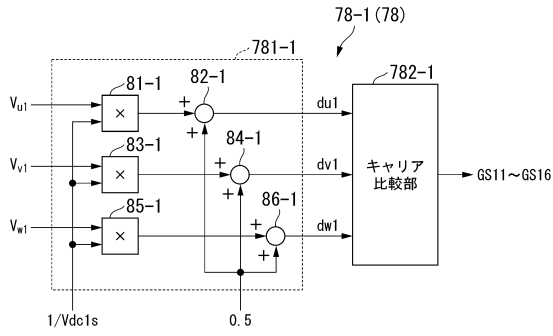 78-1(78)
781-1
782-1
81-1
82-1
Vu1
×
+
+
du1
83-1
84-1
Vv1
×
+
+
dv1
キャリア
比較部
GS11～GS16
85-1
86-1
Vw1
×
+
+
dw1
1/Vdc1s
0.5